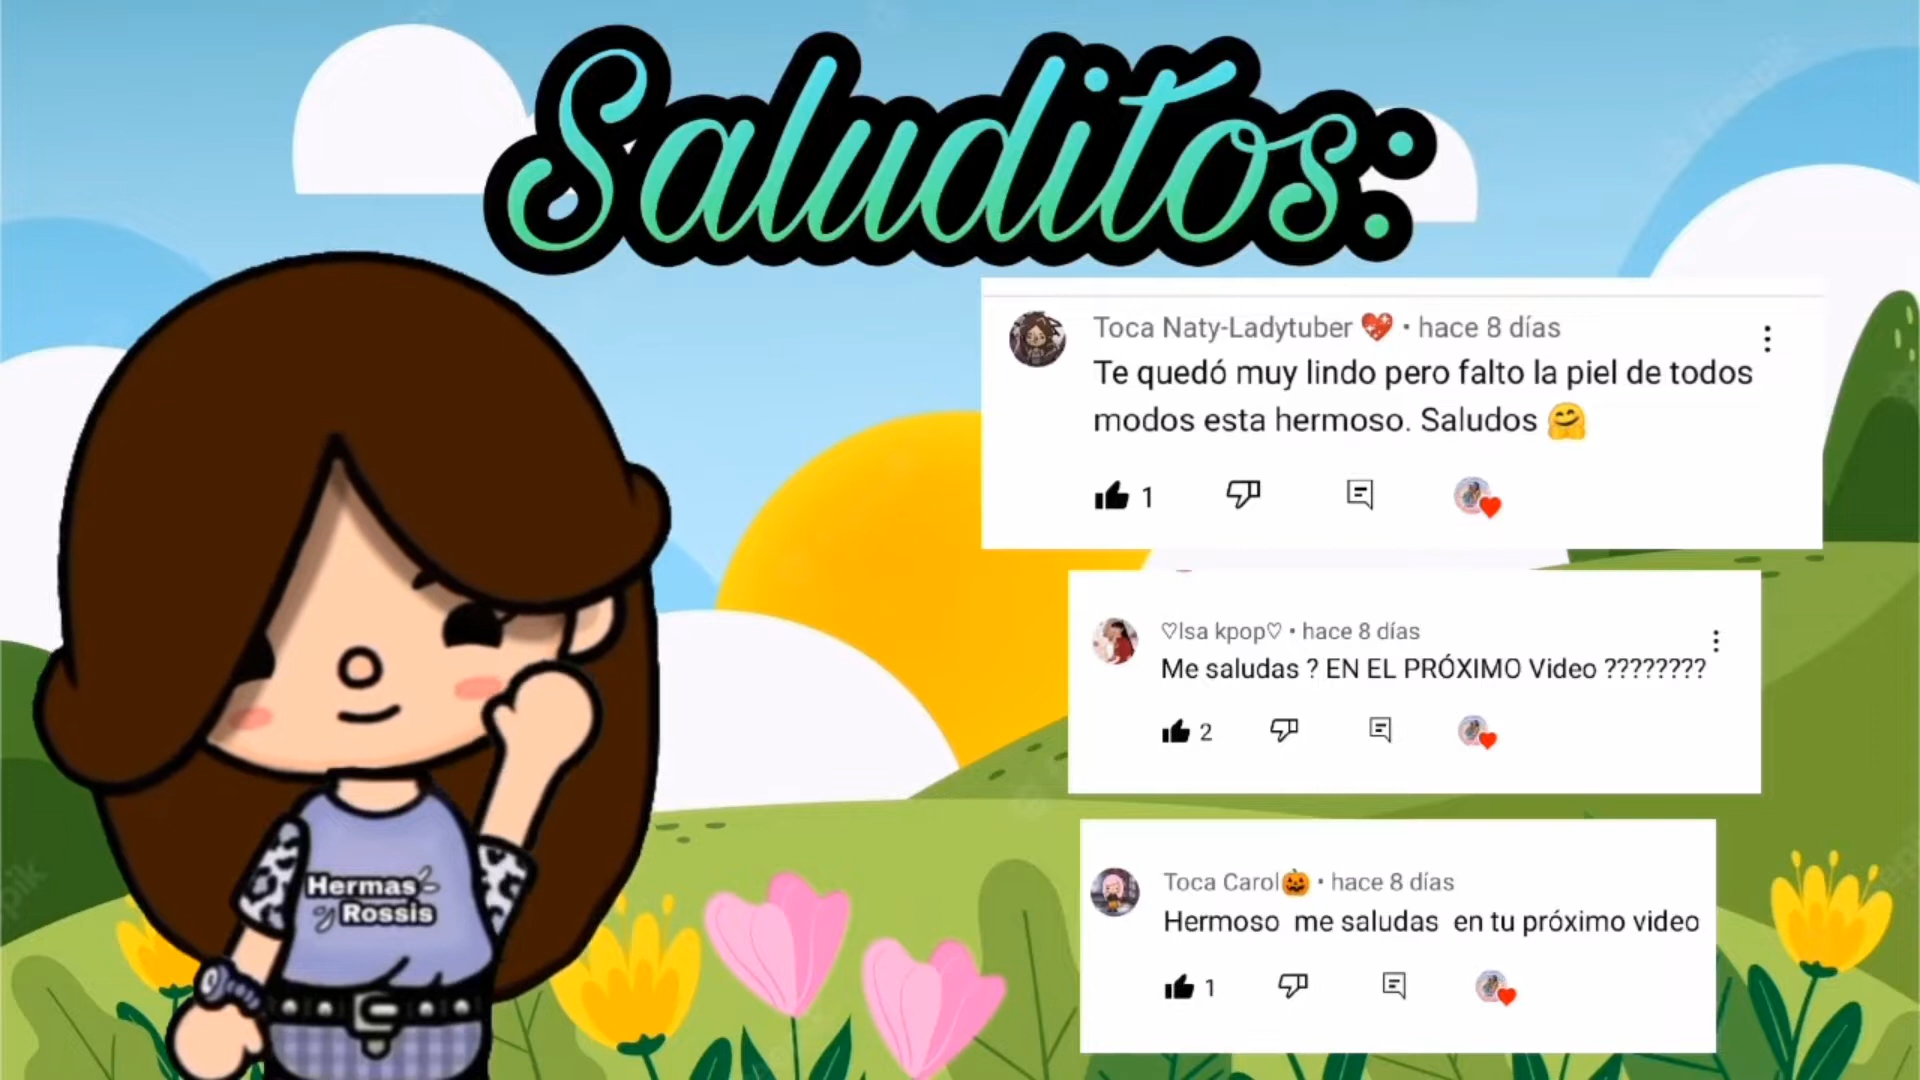 Saluditos:
Toca Naty-Ladytuber 💖 • hace 8 días
Te quedó muy lindo pero falto la piel de todos
modos esta hermoso. Saludos 🤗
1
♡Isa kpop♡ • hace 8 días
Me saludas ? EN EL PRÓXIMO Video ????????
2
Toca Carol🎃 • hace 8 días
Hermoso  me saludas  en tu próximo video
1
Hermas
Rossis